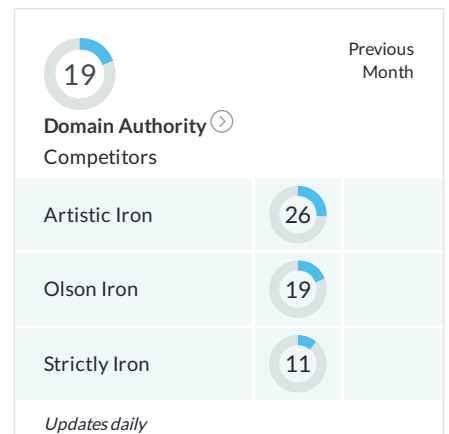 19
Previous
Month
Domain Authority
Competitors
Artistic Iron 26
Olson Iron 19
Strictly Iron 11
Updates daily